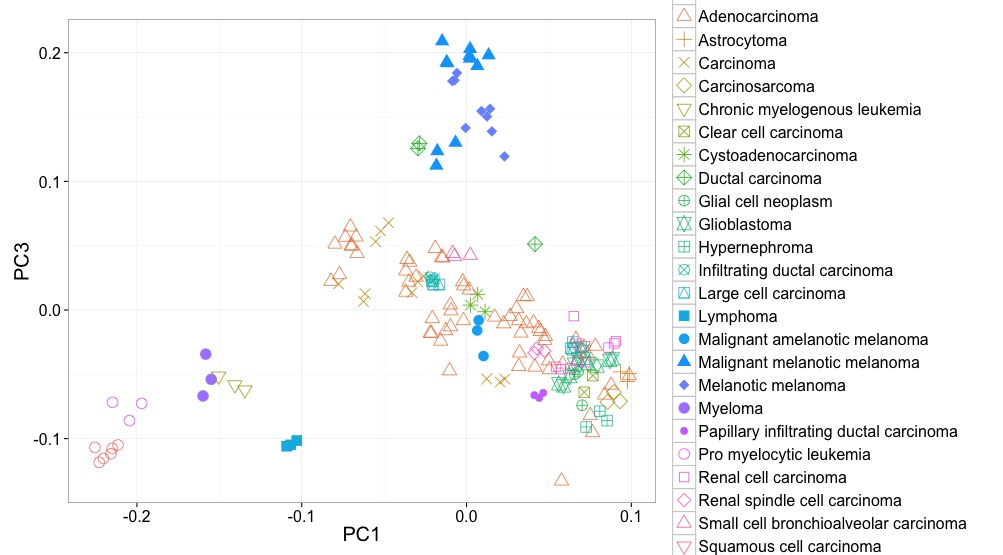 Adenocarcinoma
Astrocytoma
Carcinoma
Carcinosarcoma
Chronic myelogenous leukemia
Clear cell carcinoma
Cystoadenocarcinoma
Ductal carcinoma
Glial cell neoplasm
Glioblastoma
Hypernephroma
Infiltrating ductal carcinoma
Large cell carcinoma
Lymphoma
Malignant amelanotic melanoma
Malignant melanotic melanoma
Melanotic melanoma
Myeloma
Papillary infiltrating ductal carcinoma
Pro myelocytic leukemia
Renal cell carcinoma
Renal spindle cell carcinoma
Small cell bronchioalveolar carcinoma
Squamous cell carcinoma
PC3
0.2
0.1
0.0
-0.1
-0.2
-0.1
0.0
0.1
PC1